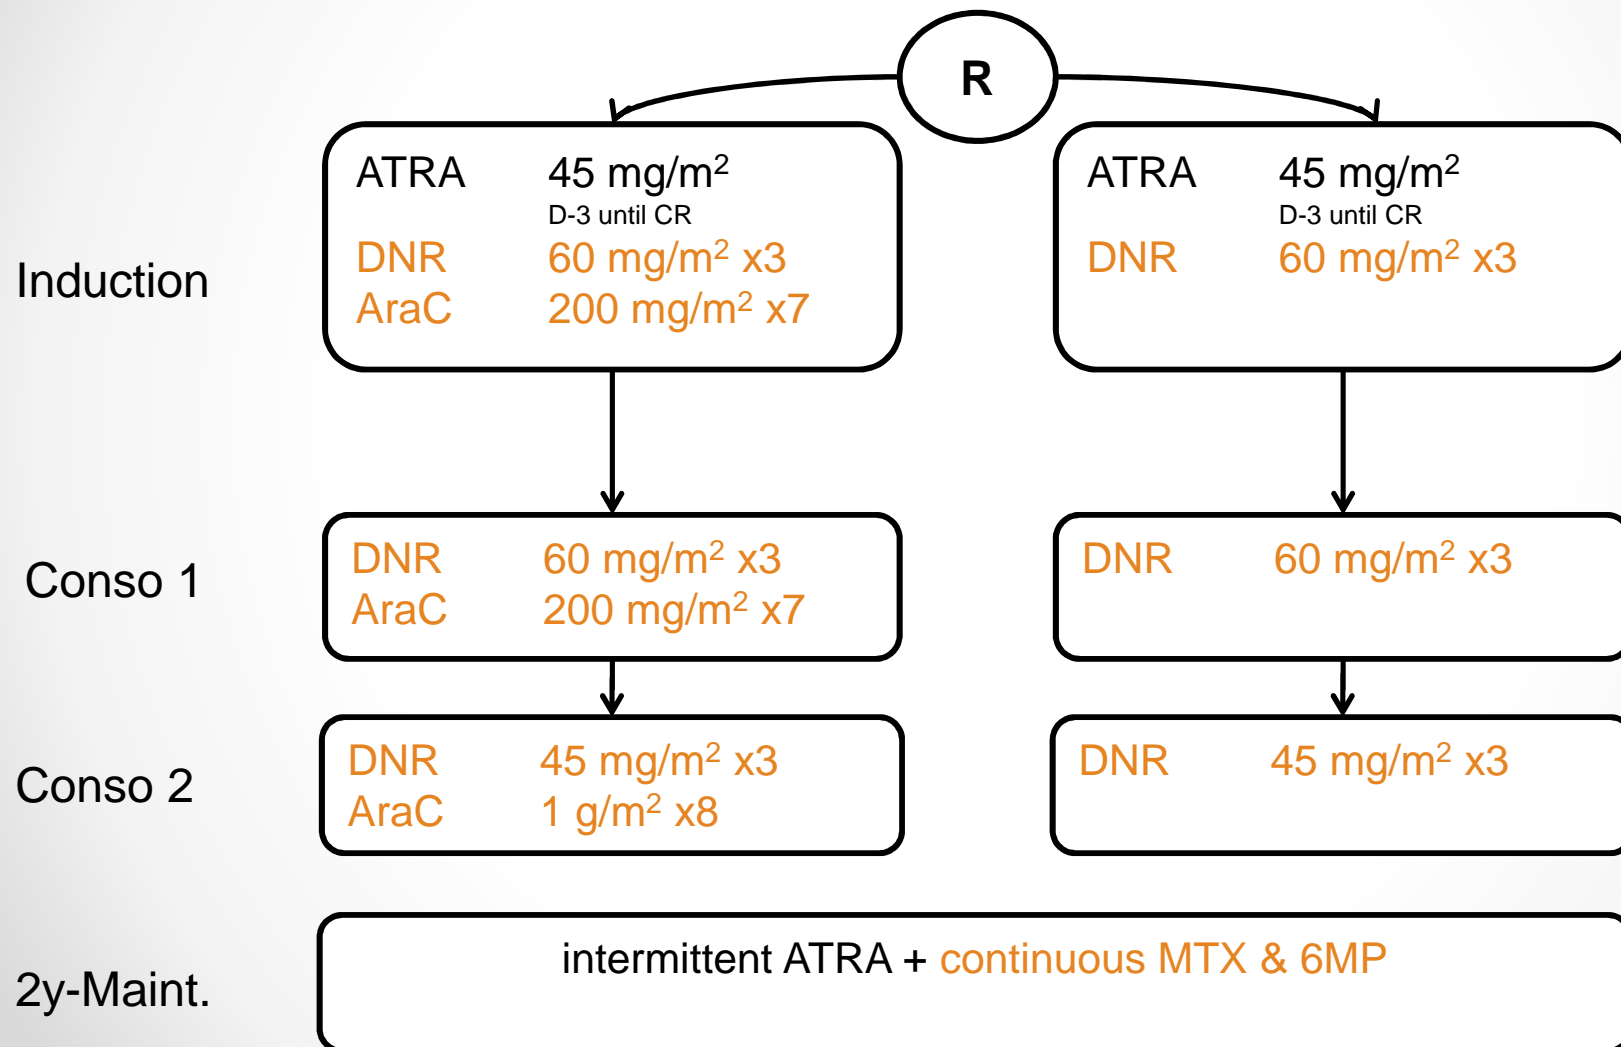 R
Induction
ATRA 45 mg/m²
D-3 until CR
DNR 60 mg/m² x3
AraC 200 mg/m² x7
ATRA 45 mg/m²
D-3 until CR
DNR 60 mg/m² x3
Conso 1
DNR 60 mg/m² x3
AraC 200 mg/m² x7
DNR 60 mg/m² x3
Conso 2
DNR 45 mg/m² x3
AraC 1 g/m² x8
DNR 45 mg/m² x3
2y-Maint.
intermittent ATRA + continuous MTX & 6MP